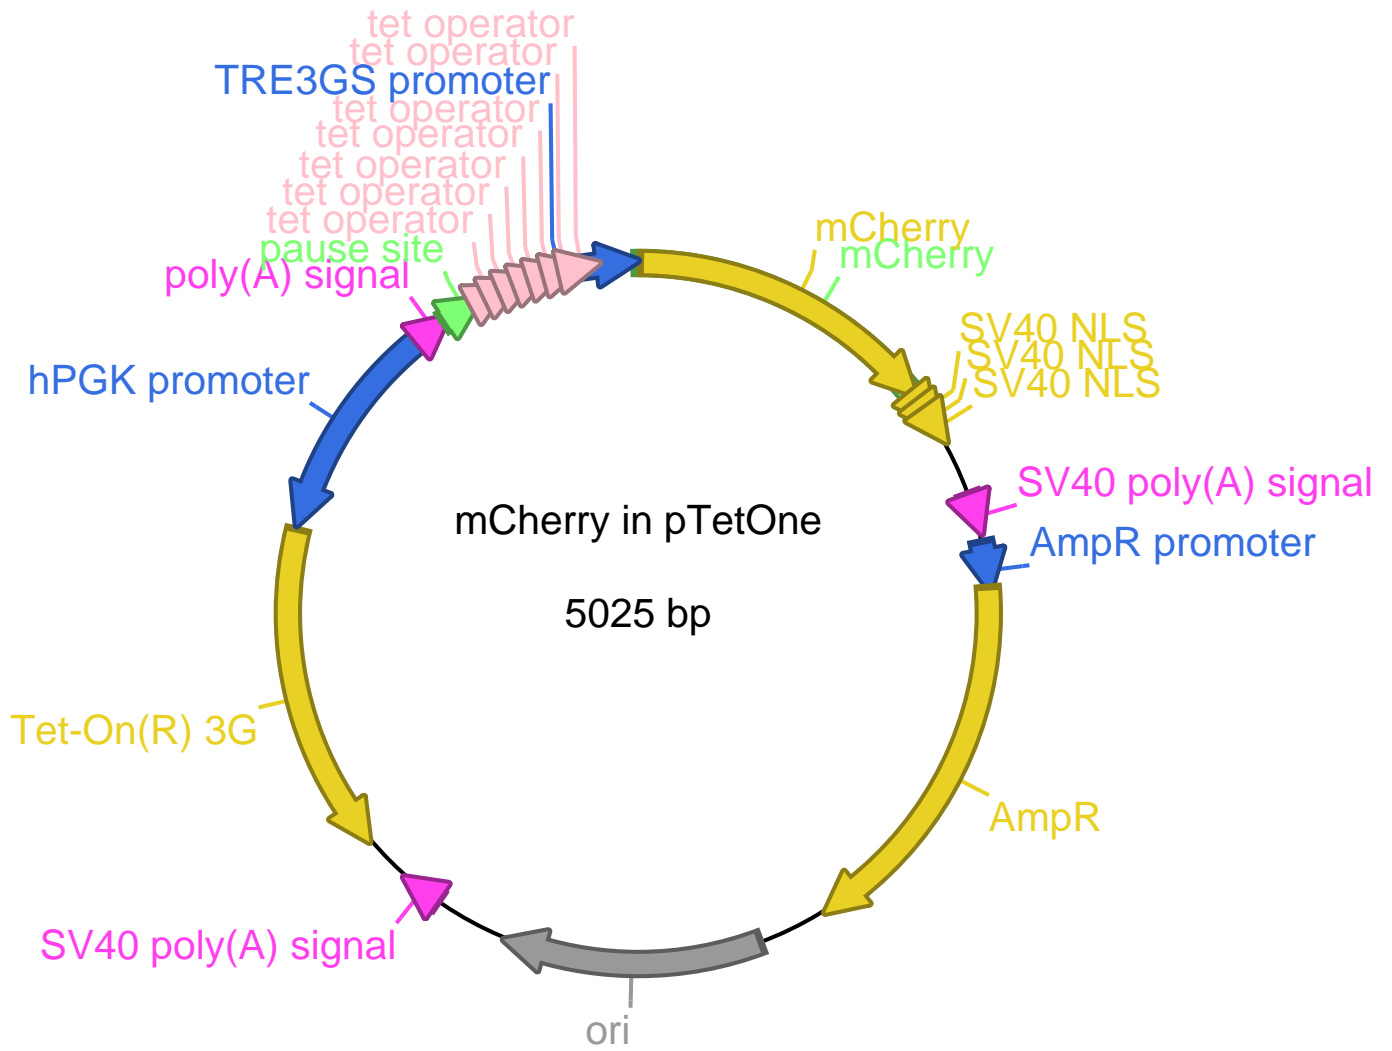 tet operator
tet operator
TRE3GS promoter
tet operator
tet operator
tet operator
tet operator
tet operator
pause site
poly(A) signal
hPGK promoter
mCherry
mCherry
SV40 NLS
SV40 NLS
SV40 NLS
SV40 poly(A) signal
AmpR promoter
mCherry in pTetOne
5025 bp
Tet-On(R) 3G
AmpR
SV40 poly(A) signal
ori